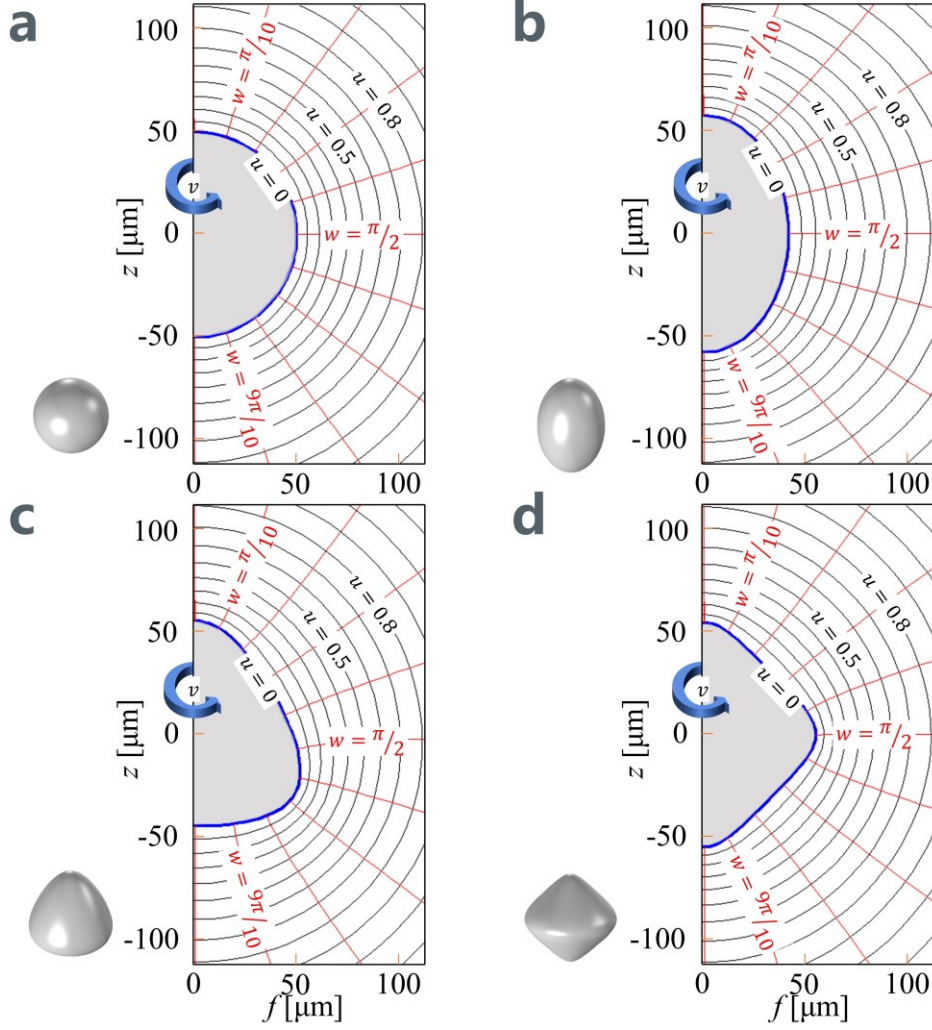 a
100
50
0
-50
-100
z [μm]
w = π/10
u = 0.8
u = 0.5
u = 0
v
w = π/2
w = 9π/10
0
50
100
b
100
50
0
-50
-100
z [μm]
w = π/10
u = 0.8
u = 0.5
u = 0
v
w = π/2
w = 9π/10
0
50
100
c
100
50
0
-50
-100
z [μm]
w = π/10
u = 0.8
u = 0.5
u = 0
v
w = π/2
w = 9π/10
0
50
100
f [μm]
d
100
50
0
-50
-100
z [μm]
w = π/10
u = 0.8
u = 0.5
u = 0
v
w = π/2
w = 9π/10
0
50
100
f [μm]